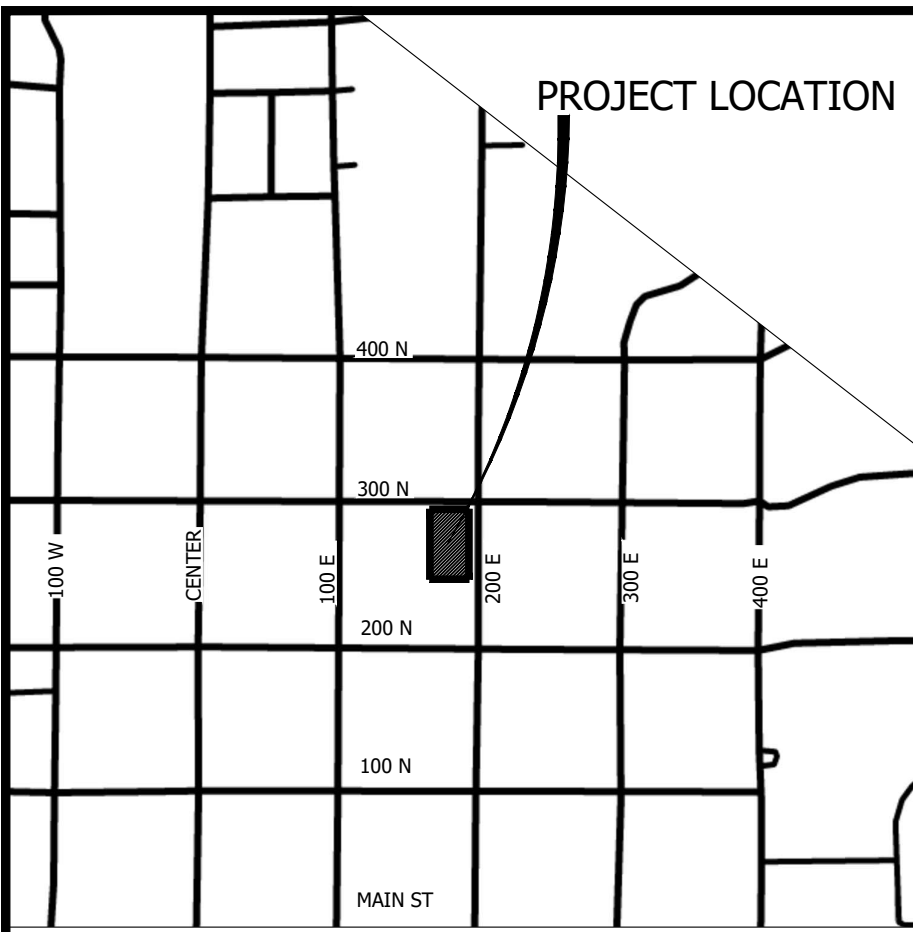 PROJECT LOCATION
400 N
300 N
100 W
CENTER
100 E
200 E
300 E
400 E
200 N
100 N
MAIN ST